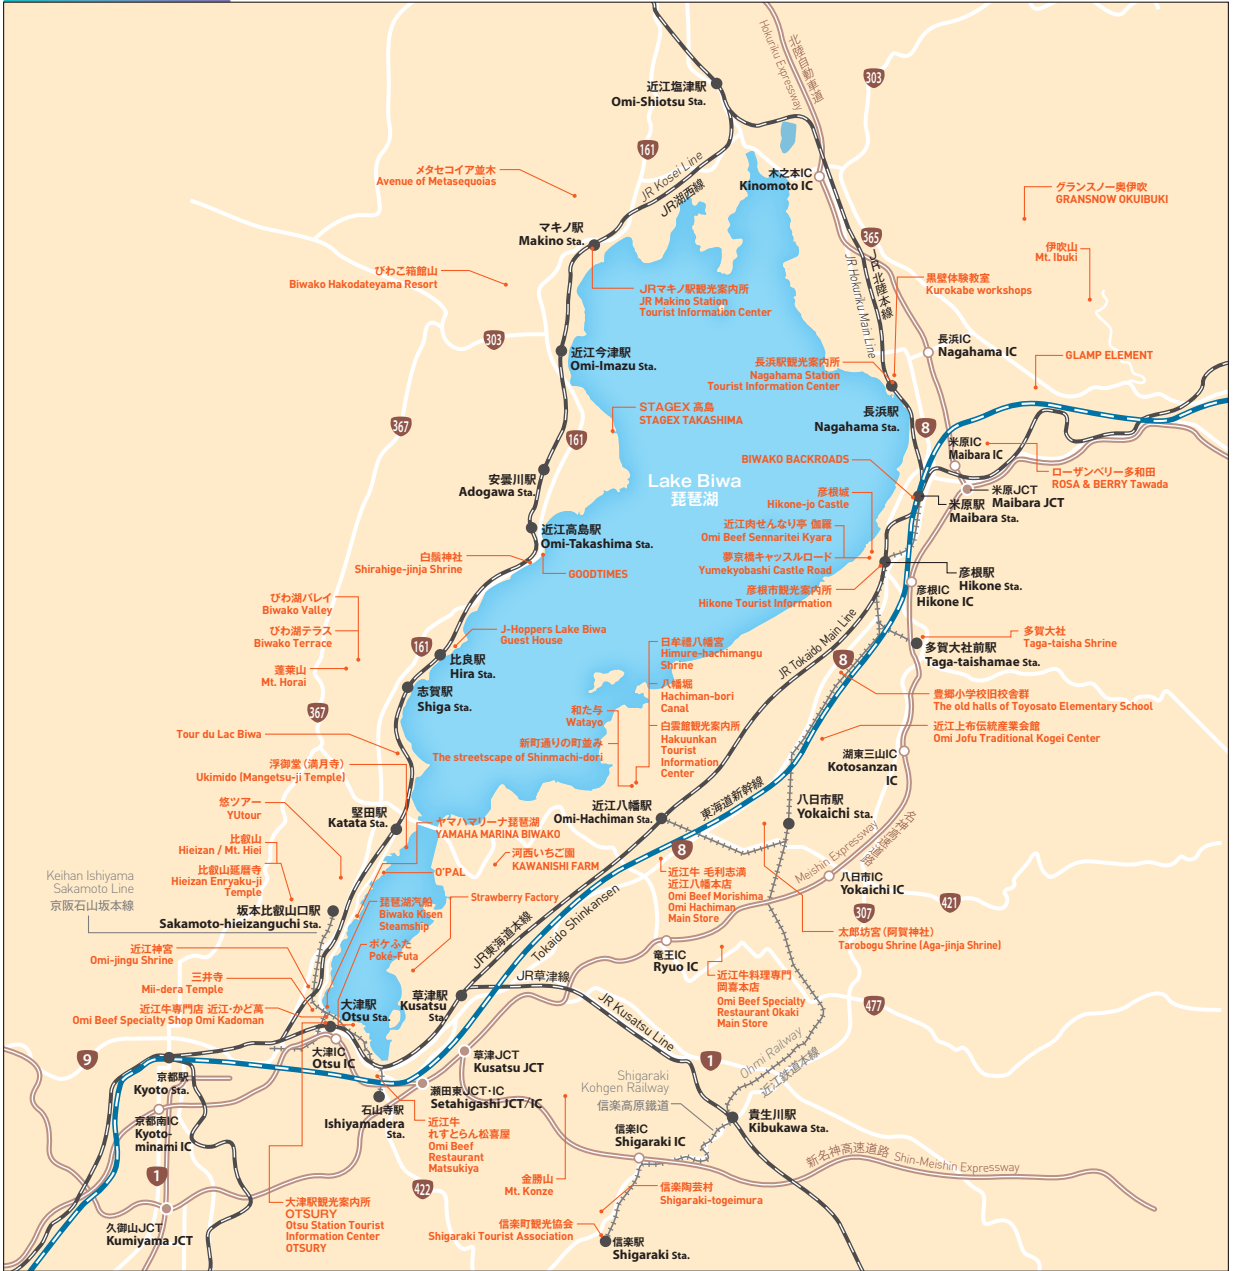 近江塩津駅
Omi-Shiotsu Sta.
北陸自動車道
Hokuriku Expressway
303
161
メタセコイア並木
Avenue of Metasequoias
JR Kosei Line
JR湖西線
木之本IC
Kinomoto IC
グランスノー奥伊吹
GRANSNOW OKUIBUKI
マキノ駅
Makino Sta.
365
伊吹山
Mt. Ibuki
びわこ箱館山
Biwako Hakodateyama Resort
JRマキノ駅観光案内所
JR Makino Station
Tourist Information Center
JR北陸本線
JR Hokuriku Main Line
黒壁体験教室
Kurokabe workshops
303
近江今津駅
Omi-Imazu Sta.
長浜IC
Nagahama IC
長浜駅観光案内所
Nagahama Station
Tourist Information Center
GLAMP ELEMENT
STAGEX 高島
STAGEX TAKASHIMA
長浜駅
Nagahama Sta.
367
161
8
米原IC
Maibara IC
BIWAKO BACKROADS
ローザンベリー多和田
ROSA & BERRY Tawada
安曇川駅
Adogawa Sta.
Lake Biwa
琵琶湖
彦根城
Hikone-jo Castle
米原JCT
Maibara JCT
米原駅
Maibara Sta.
近江高島駅
Omi-Takashima Sta.
近江肉せんなり亭 伽羅
Omi Beef Sennaritei Kyara
夢京橋キャッスルロード
Yumekyobashi Castle Road
白鬚神社
Shirahige-jinja Shrine
GOODTIMES
彦根駅
Hikone Sta.
彦根市観光案内所
Hikone Tourist Information
彦根IC
Hikone IC
びわ湖バレイ
Biwako Valley
びわ湖テラス
Biwako Terrace
蓬莱山
Mt. Horai
J-Hoppers Lake Biwa
Guest House
161
比良駅
Hira Sta.
日牟禮八幡宮
Himure-hachimangu
Shrine
JR Tokaido Main Line
8
多賀大社
Taga-taisha Shrine
多賀大社前駅
Taga-taishamae Sta.
志賀駅
Shiga Sta.
八幡堀
Hachiman-bori
Canal
豊郷小学校旧校舎群
The old halls of Toyosato Elementary School
367
和た与
Watayo
白雲館観光案内所
Hakuunkan
Tourist
Information
Center
近江上布伝統産業会館
Omi Jofu Traditional Kogei Center
Tour du Lac Biwa
新町通りの町並み
The streetscape of Shinmachi-dori
湖東三山IC
Kotosanzan
IC
浮御堂（満月寺）
Ukimido (Mangetsu-ji Temple)
東海道新幹線
悠ツアー
YUtour
近江八幡駅
Omi-Hachiman Sta.
八日市駅
Yokaichi Sta.
堅田駅
Katata Sta.
ヤマハマリーナ琵琶湖
YAMAHA MARINA BIWAKO
比叡山
Hieizan / Mt. Hiei
8
Meishin Expressway
名神高速道路
河西いちご園
KAWANISHI FARM
比叡山延暦寺
Hieizan Enryaku-ji
Temple
O'PAL
近江牛 毛利志満
近江八幡本店
Omi Beef Morishima
Omi Hachiman
Main Store
八日市IC
Yokaichi IC
Keihan Ishiyama
Sakamoto Line
京阪石山坂本線
琵琶湖汽船
Biwako Kisen
Steamship
Strawberry Factory
421
307
坂本比叡山口駅
Sakamoto-hieizanguchi Sta.
JR東海道本線
Tokaido Shinkansen
太郎坊宮（阿賀神社）
Tarobogu Shrine (Aga-jinja Shrine)
近江神宮
Omi-jingu Shrine
ポケふた
Poké-Futa
竜王IC
Ryuo IC
三井寺
Mii-dera Temple
JR草津線
近江牛料理専門
岡喜本店
Omi Beef Specialty
Restaurant Okaki
Main Store
近江牛専門店 近江・かど萬
Omi Beef Specialty Shop Omi Kadoman
大津駅
Otsu Sta.
草津駅
Kusatsu
Sta.
JR Kusatsu Line
477
大津IC
Otsu IC
9
草津JCT
Kusatsu JCT
1
Ohmi Railway
近江鉄道本線
京都駅
Kyoto Sta.
瀬田東JCT・IC
Setahigashi JCT/IC
Shigaraki
Kohgen Railway
信楽高原鐵道
石山寺駅
Ishiyamadera
Sta.
京都南IC
Kyoto-
minami IC
近江牛
れすとらん松喜屋
Omi Beef
Restaurant
Matsukiya
信楽IC
Shigaraki IC
貴生川駅
Kibukawa Sta.
新名神高速道路 Shin-Meishin Expressway
1
422
金勝山
Mt. Konze
信楽陶芸村
Shigaraki-togeimura
大津駅観光案内所
OTSURY
Otsu Station Tourist
Information Center
OTSURY
久御山JCT
Kumiyama JCT
信楽町観光協会
Shigaraki Tourist Association
信楽駅
Shigaraki Sta.